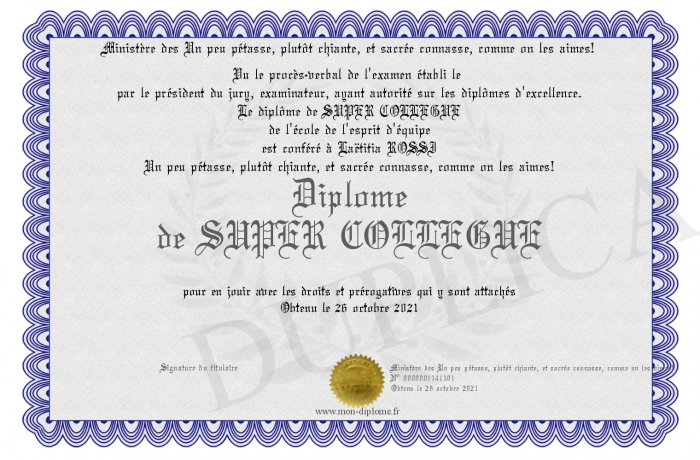 Ministère des Un peu pétasse, plutôt chiante, et sacrée connasse, comme on les aimes!
Vu le procès-verbal de l'examen établi le
par le président du jury, examinateur, ayant autorité sur les diplômes d'excellence.
Le diplôme de SUPER COLLEGUE
de l'école de l'esprit d'équipe
est conféré à Laëtitia ROSSI
Un peu pétasse, plutôt chiante, et sacrée connasse, comme on les aimes!
Diplome
de SUPER COLLEGUE
DUPLICA
pour en jouir avec les droits et prérogatives qui y sont attachés
Obtenu le 26 octobre 2021
Signature du titulaire
Ministère des Un peu pétasse, plutôt chiante, et sacrée connasse, comme on les
N° 0000001341301
Obtenu le 26 octobre 2021
www.mon-diplome.fr